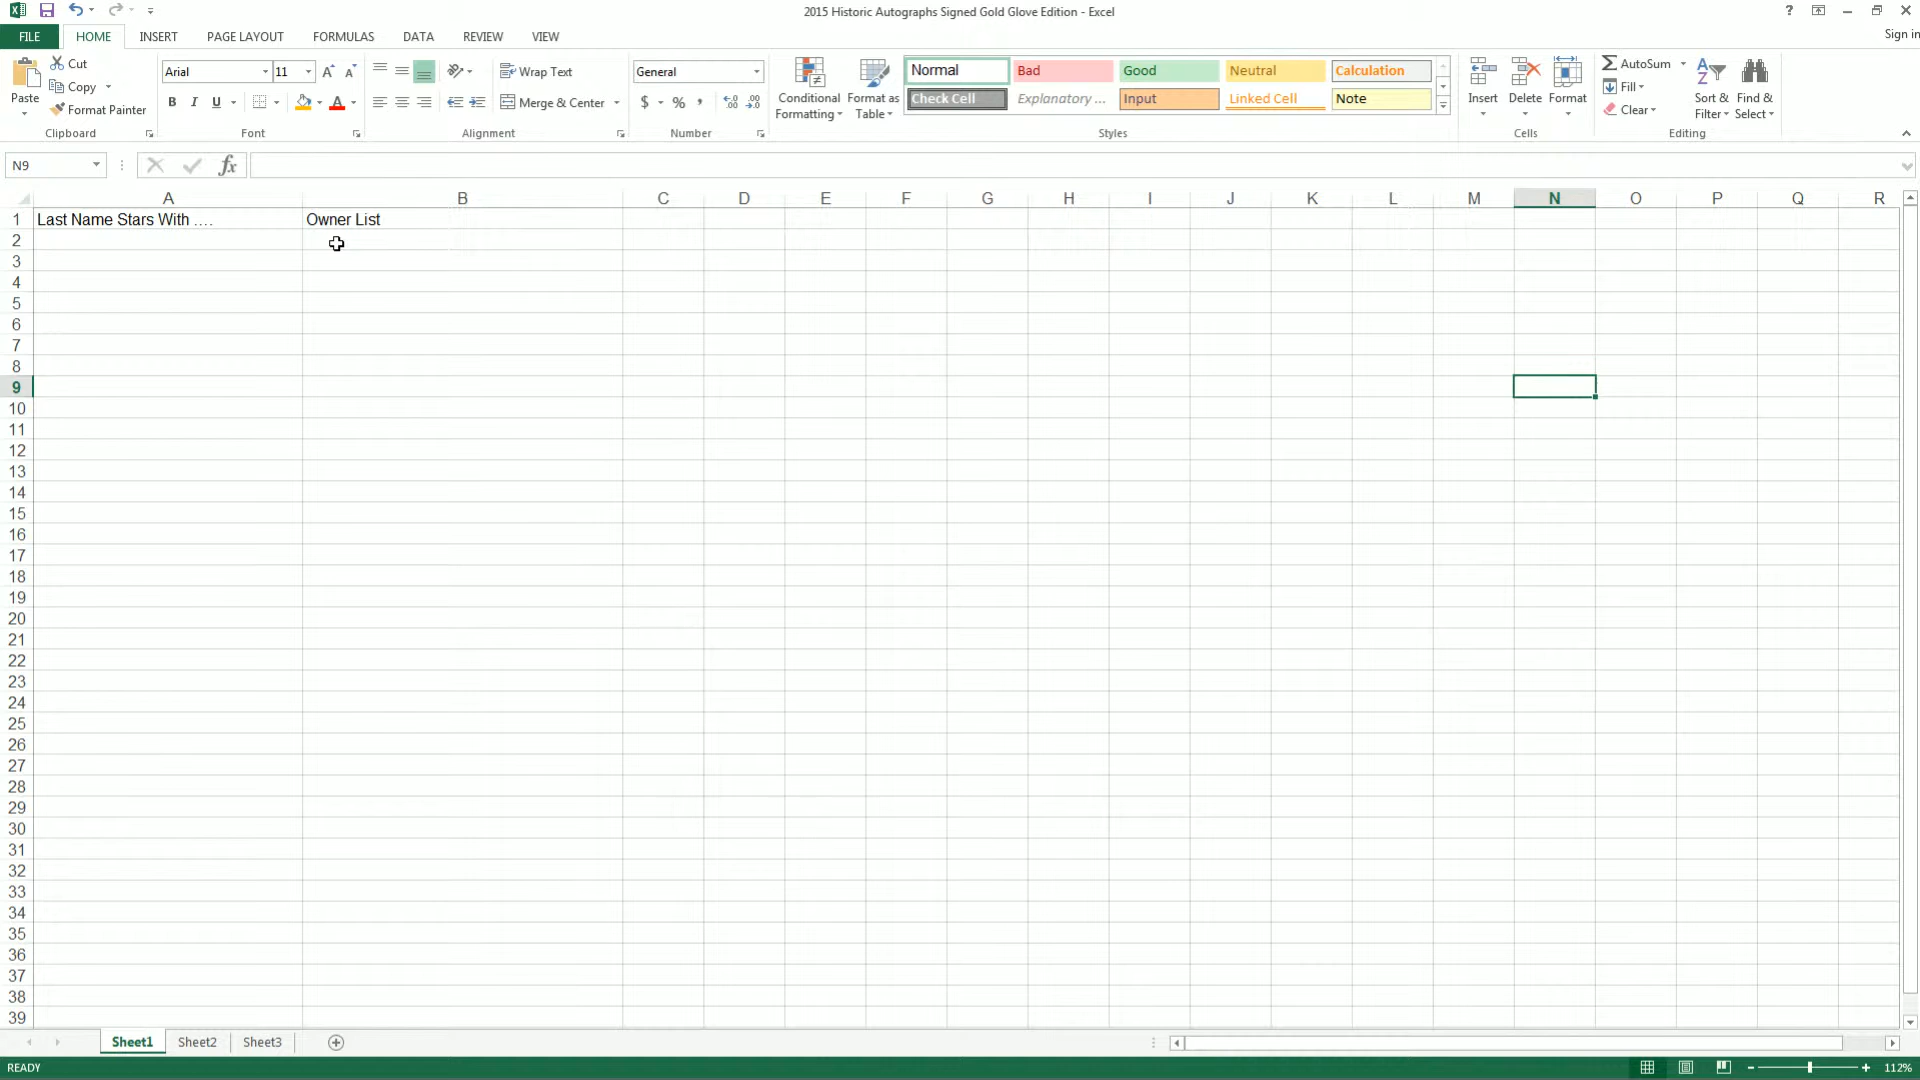 2015 Historic Autographs Signed Gold Glove Edition - Excel
Sign in
FILE HOME INSERT PAGE LAYOUT FORMULAS DATA REVIEW VIEW
Paste
Cut
Copy
Format Painter
Clipboard
Arial 11
B I U
Font
Wrap Text
Merge & Center
Alignment
General
$ % ,
Number
Conditional Formatting
Format as Table
Normal Bad Good Neutral Calculation
Check Cell Explanatory ... Input Linked Cell Note
Styles
Insert Delete Format
Cells
AutoSum
Fill
Clear
Sort & Filter
Find & Select
Editing
N9
fx
A B C D E F G H I J K L M N O P Q R
1 Last Name Stars With .... Owner List
2
3
4
5
6
7
8
9
10
11
12
13
14
15
16
17
18
19
20
21
22
23
24
25
26
27
28
29
30
31
32
33
34
35
36
37
38
39
Sheet1 Sheet2 Sheet3
READY
112%